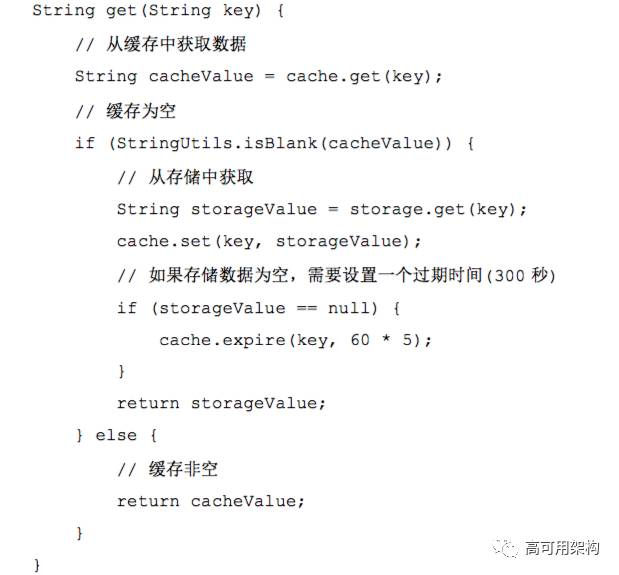 String get(String key) {
    // 从缓存中获取数据
    String cacheValue = cache.get(key);
    // 缓存为空
    if (StringUtils.isBlank(cacheValue)) {
        // 从存储中获取
        String storageValue = storage.get(key);
        cache.set(key, storageValue);
        // 如果存储数据为空，需要设置一个过期时间(300 秒)
        if (storageValue == null) {
            cache.expire(key, 60 * 5);
        }
        return storageValue;
    } else {
        // 缓存非空
        return cacheValue;
    }
}
高可用架构